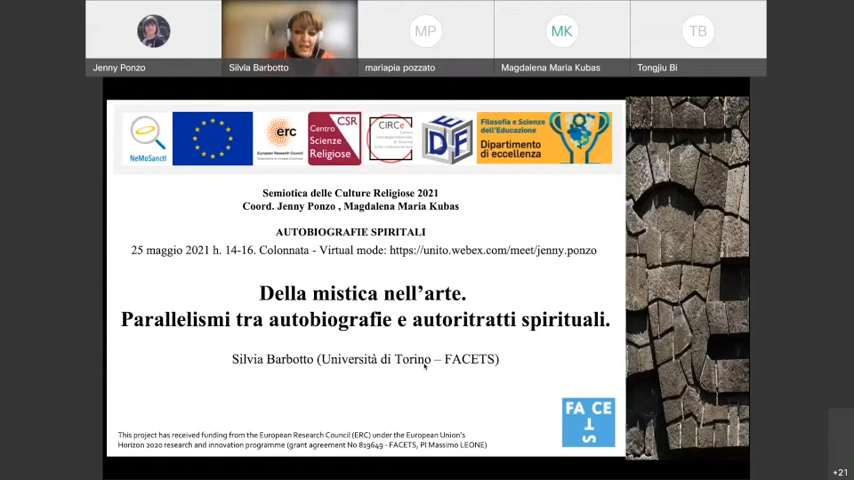 MP
MK
TB
Jenny Ponzo
Silvia Barbotto
mariapia pozzato
Magdalena Maria Kubas
Tongjiu Bi
NeMoSancti
erc
European Research Council
Centro
Scienze
Religiose
CSR
CIRCe
DFE
Filosofia e Scienze
dell'Educazione
Dipartimento
di eccellenza
Semiotica delle Culture Religiose 2021
Coord. Jenny Ponzo , Magdalena Maria Kubas
AUTOBIOGRAFIE SPIRITALI
25 maggio 2021 h. 14-16. Colonnata - Virtual mode: https://unito.webex.com/meet/jenny.ponzo
Della mistica nell'arte.
Parallelismi tra autobiografie e autoritratti spirituali.
Silvia Barbotto (Università di Torino – FACETS)
FA CE
TS
This project has received funding from the European Research Council (ERC) under the European Union's
Horizon 2020 research and innovation programme (grant agreement No 819649 - FACETS, PI Massimo LEONE)
+21